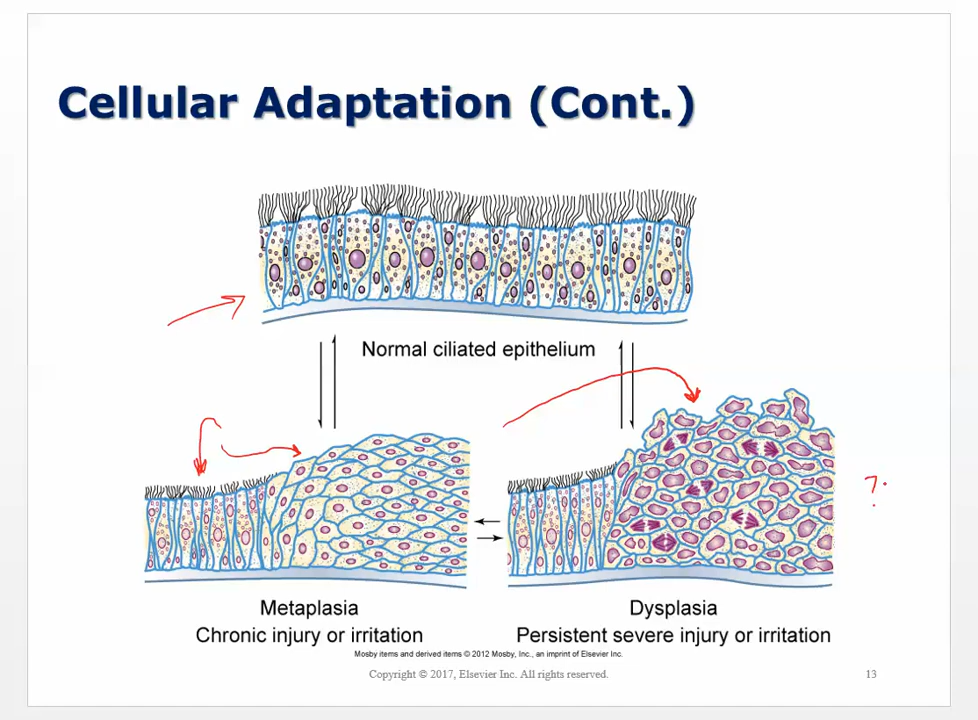 Cellular Adaptation (Cont.)
Normal ciliated epithelium
Metaplasia
Chronic injury or irritation
Dysplasia
Persistent severe injury or irritation
Mosby items and derived items © 2012 Mosby, Inc., an imprint of Elsevier Inc.
Copyright © 2017, Elsevier Inc. All rights reserved.
13